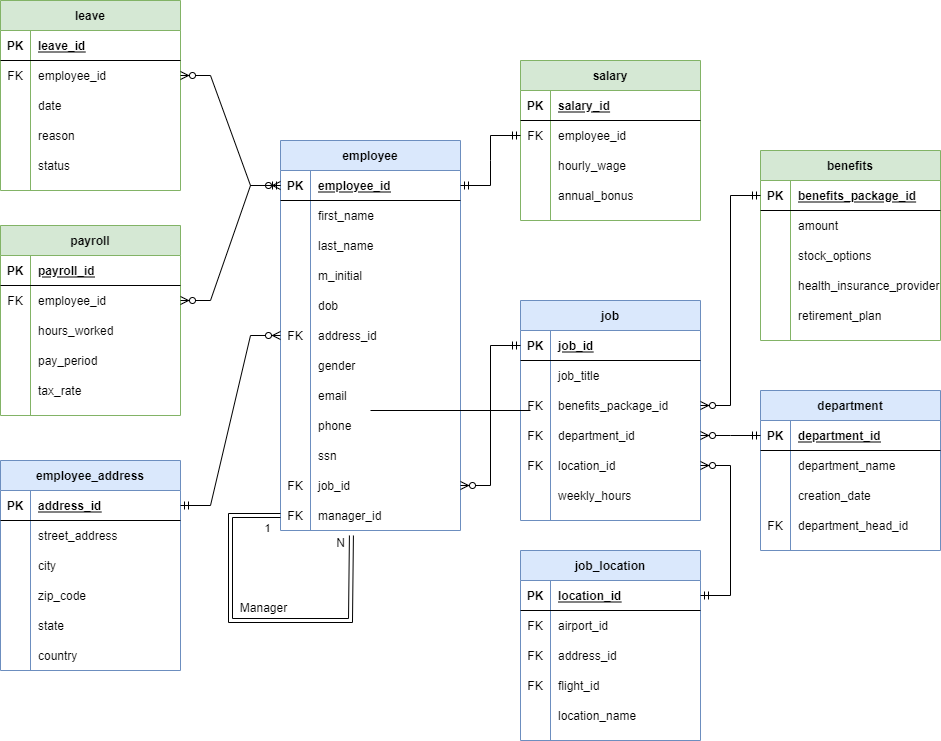 leave
PK leave_id
FK employee_id
date
reason
status
payroll
PK payroll_id
FK employee_id
hours_worked
pay_period
tax_rate
employee_address
PK address_id
street_address
city
zip_code
state
country
employee
PK employee_id
first_name
last_name
m_initial
dob
FK address_id
gender
email
phone
ssn
FK job_id
FK manager_id
1
N
Manager
salary
PK salary_id
FK employee_id
hourly_wage
annual_bonus
job
PK job_id
job_title
FK benefits_package_id
FK department_id
FK location_id
weekly_hours
job_location
PK location_id
FK airport_id
FK address_id
FK flight_id
location_name
benefits
PK benefits_package_id
amount
stock_options
health_insurance_provider
retirement_plan
department
PK department_id
department_name
creation_date
FK department_head_id